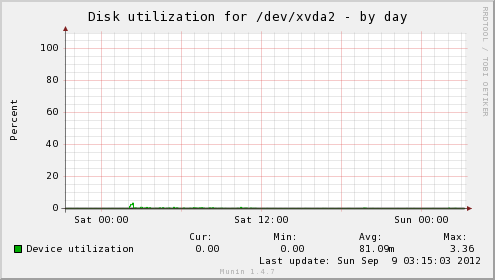 Disk utilization for /dev/xvda2 - by day
RRDTOOL / TOBI OETIKER
Percent
100
80
60
40
20
0
Sat 00:00 Sat 12:00 Sun 00:00
Cur: Min: Avg: Max:
Device utilization 0.00 0.00 81.09m 3.36
Last update: Sun Sep 9 03:15:03 2012
Munin 1.4.7